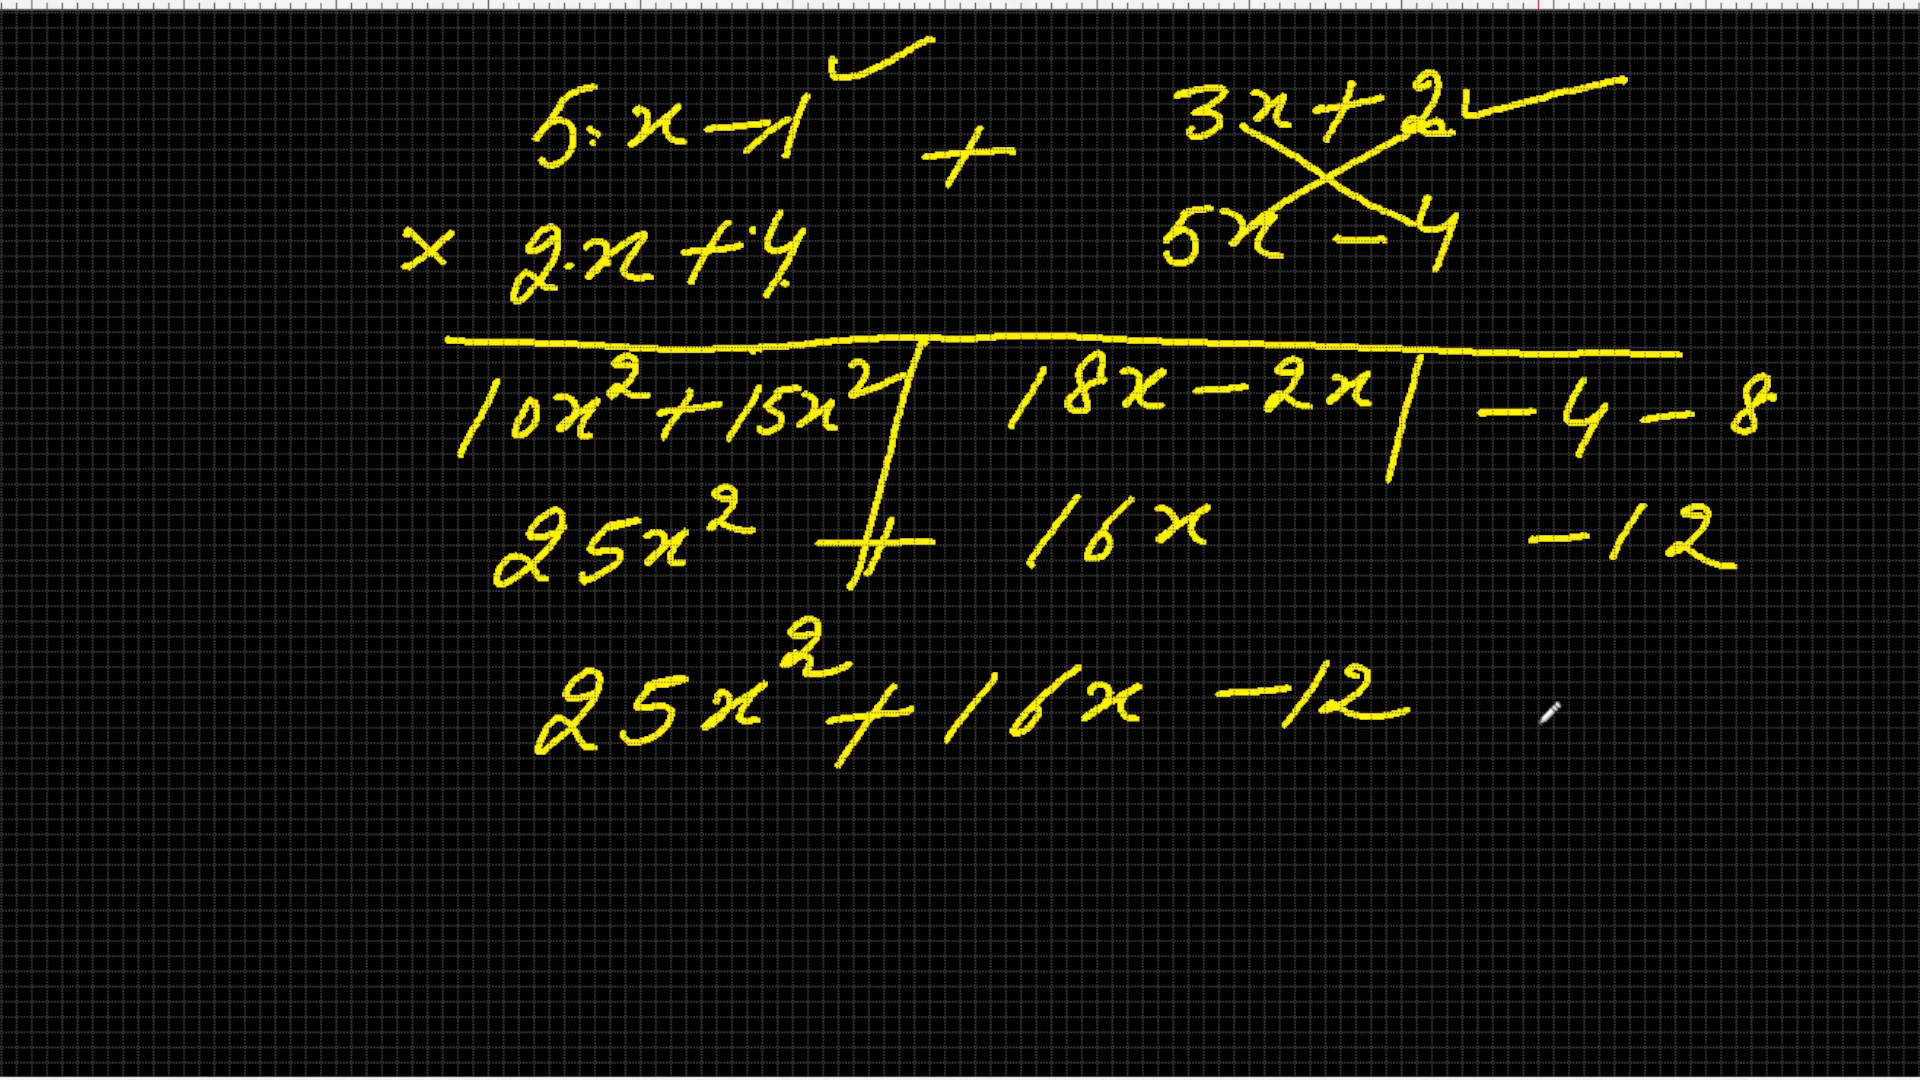 5x-1 + 3x+2
× 2x+4 5x-4
10x²+15x² | 18x-2x | -4-8
25x² + 16x -12
25x²+16x-12